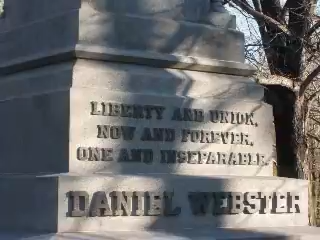 LIBERTY AND UNION,
NOW AND FOREVER,
ONE AND INSEPARABLE.
DANIEL WEBSTER